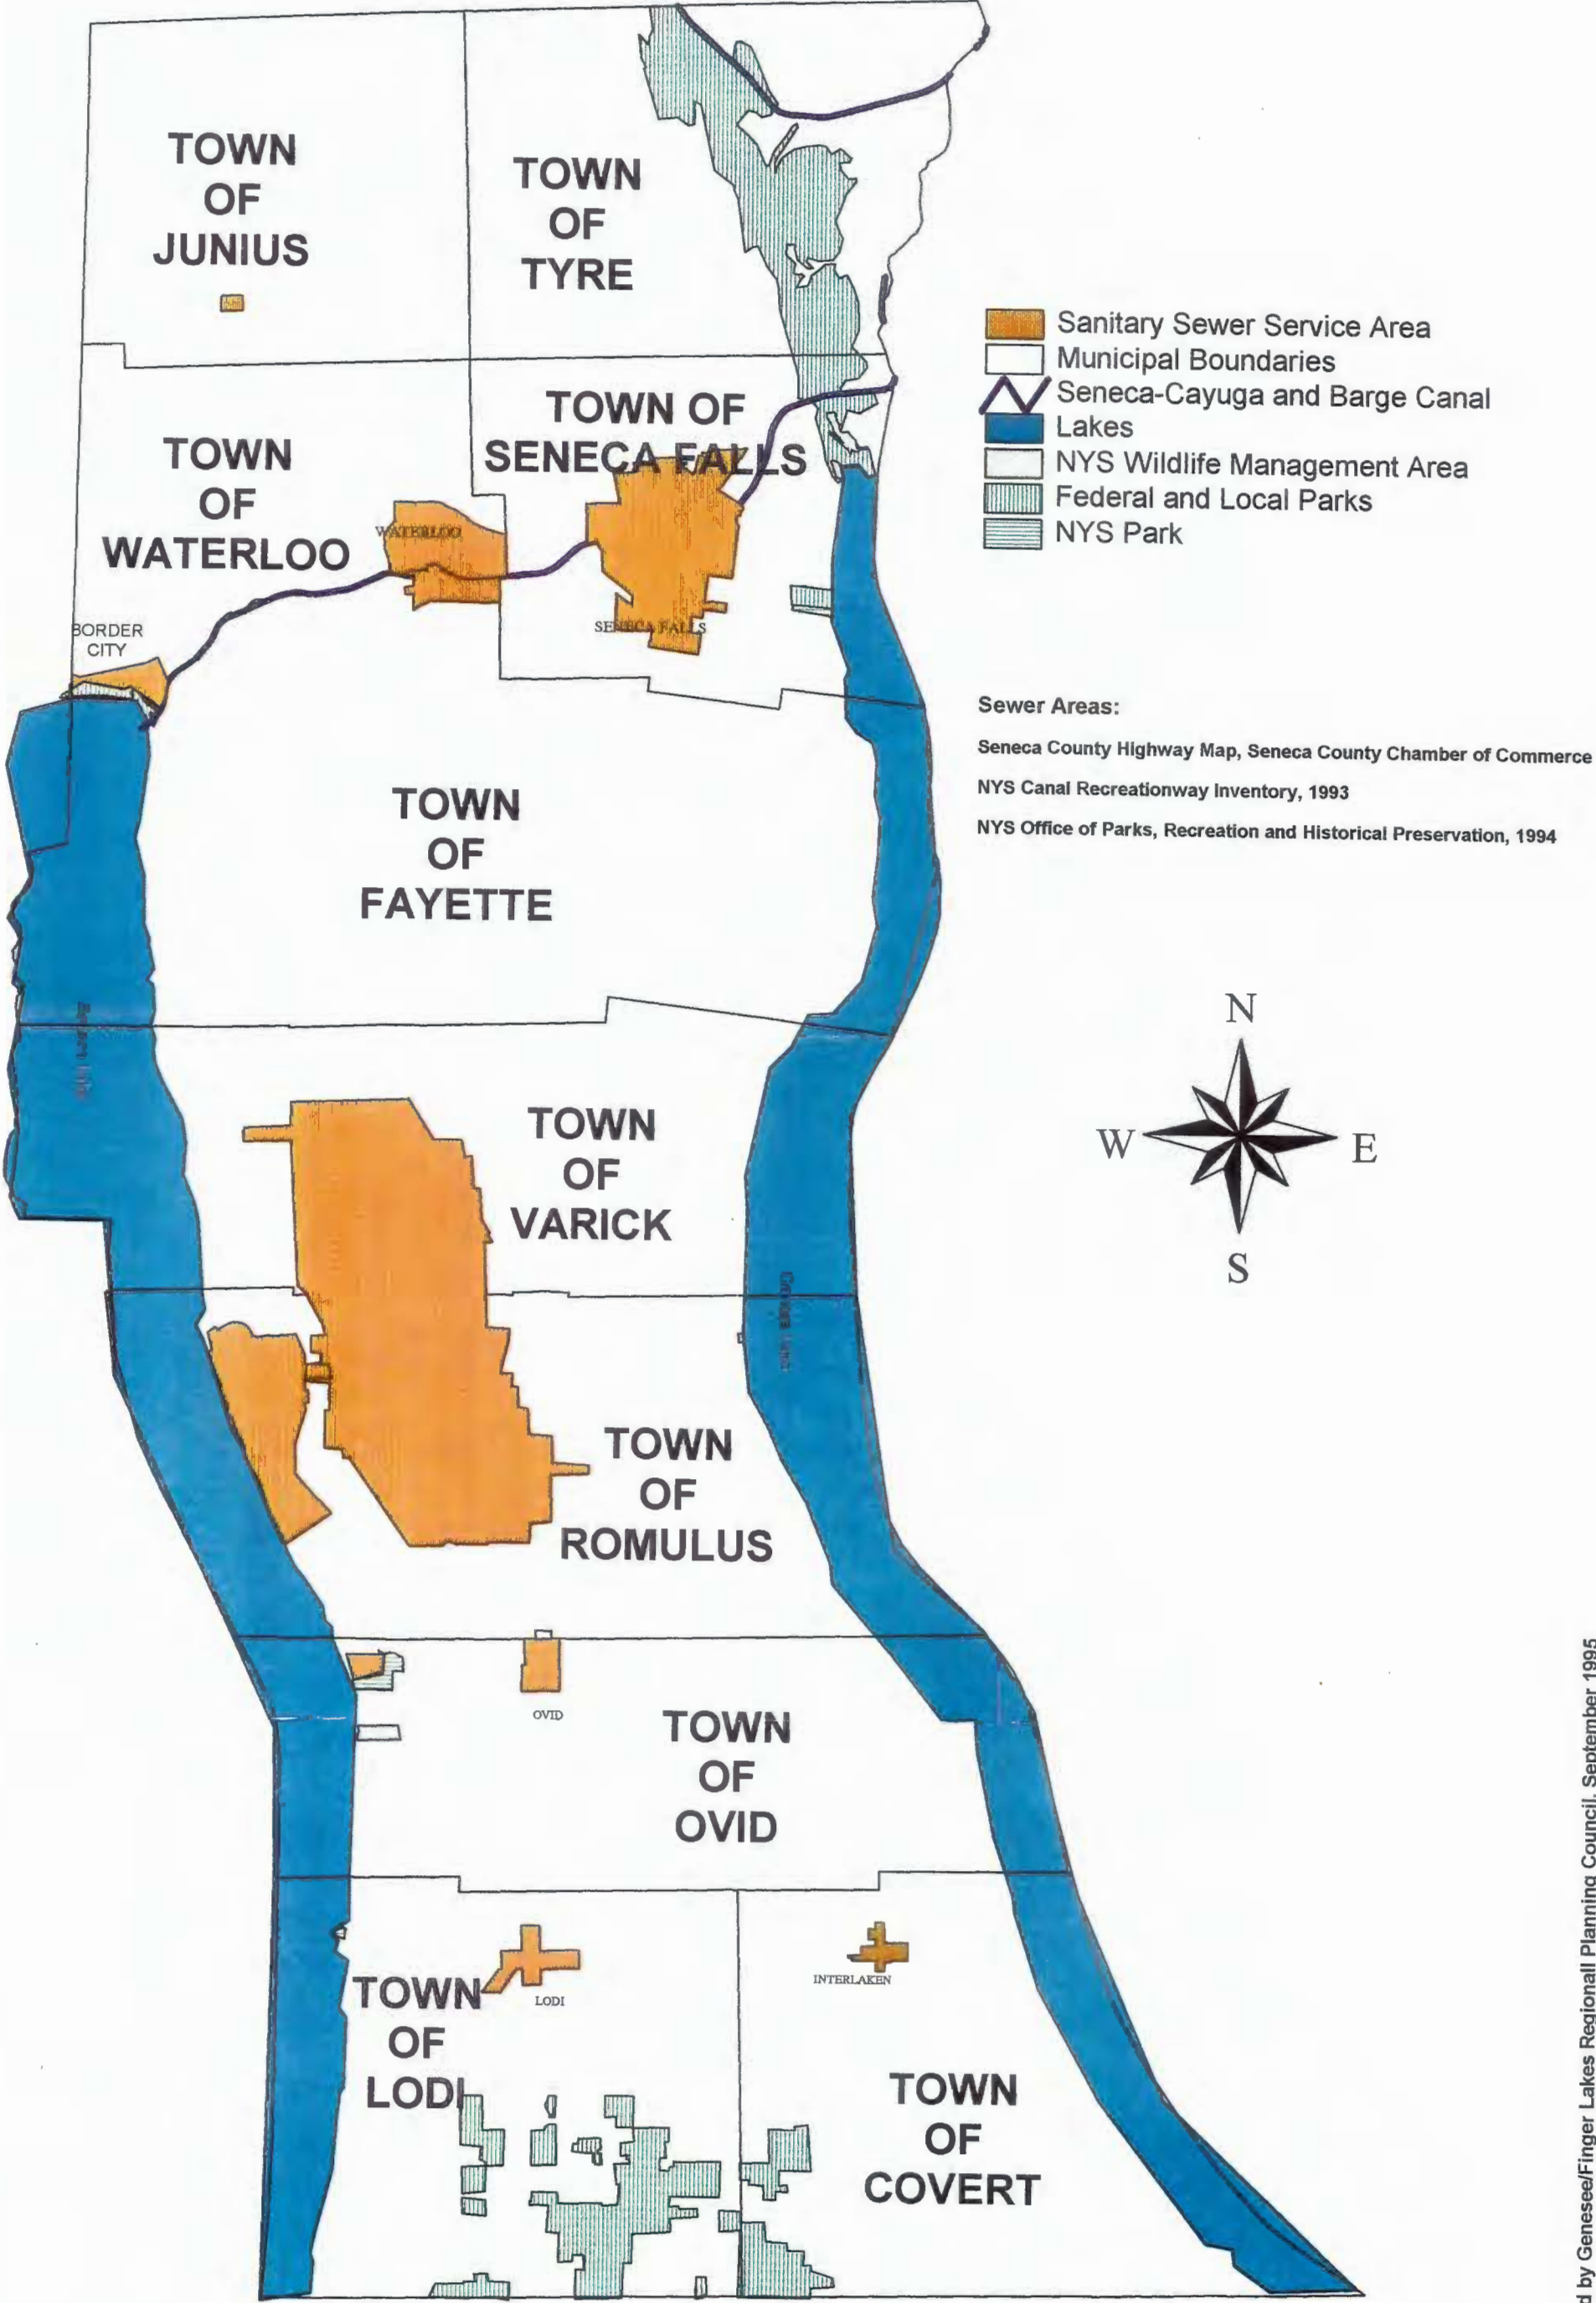 TOWN
OF
JUNIUS
TOWN
OF
TYRE
Sanitary Sewer Service Area
Municipal Boundaries
Seneca-Cayuga and Barge Canal
Lakes
NYS Wildlife Management Area
Federal and Local Parks
NYS Park
TOWN OF
SENECA FALLS
TOWN
OF
WATERLOO
WATERLOO
SENECA FALLS
BORDER
CITY
Sewer Areas:
Seneca County Highway Map, Seneca County Chamber of Commerce
NYS Canal Recreationway Inventory, 1993
NYS Office of Parks, Recreation and Historical Preservation, 1994
TOWN
OF
FAYETTE
N
W
E
S
TOWN
OF
VARICK
TOWN
OF
ROMULUS
OVID
TOWN
OF
OVID
LODI
INTERLAKEN
TOWN
OF
LODI
TOWN
OF
COVERT
by Genesee/Finger Lakes Regionall Planning Council, September 1995